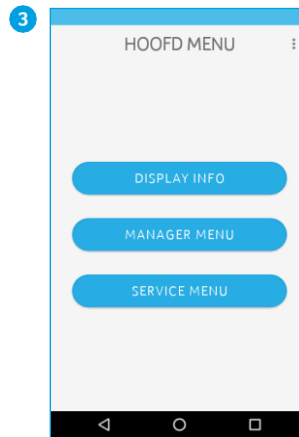 3
HOOFD MENU
DISPLAY INFO
MANAGER MENU
SERVICE MENU